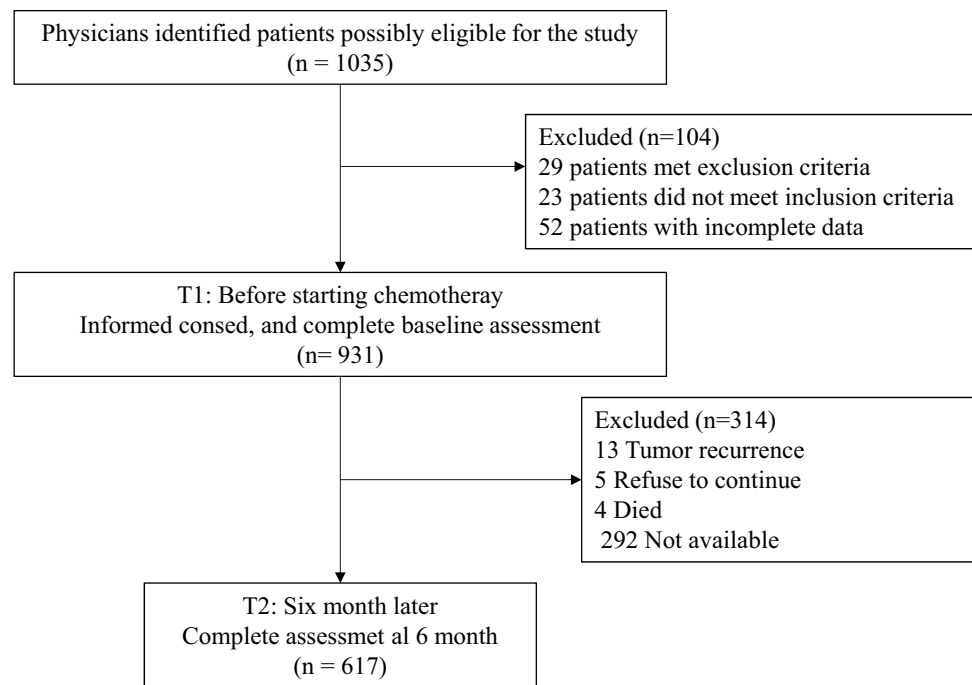 Physicians identified patients possibly eligible for the study
(n = 1035)
Excluded (n=104)
29 patients met exclusion criteria
23 patients did not meet inclusion criteria
52 patients with incomplete data
T1: Before starting chemotheray
Informed consed, and complete baseline assessment
(n= 931)
Excluded (n=314)
13 Tumor recurrence
5 Refuse to continue
4 Died
292 Not available
T2: Six month later
Complete assessmet al 6 month
(n = 617)